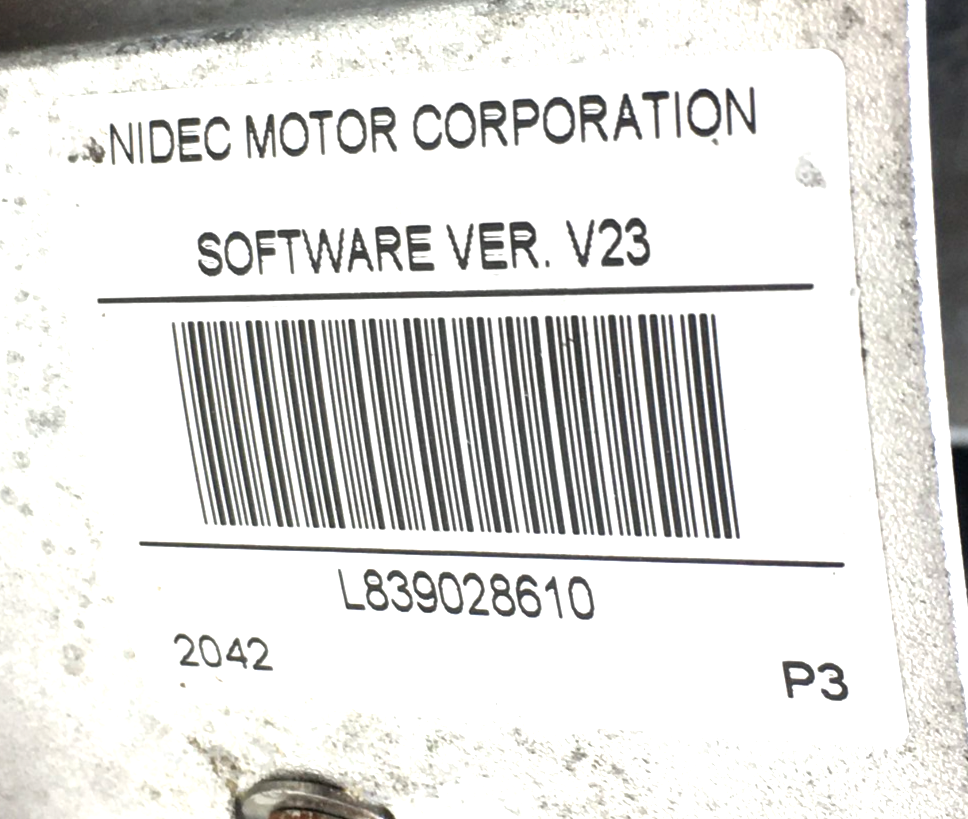 NIDEC MOTOR CORPORATION
SOFTWARE VER. V23
L839028610
2042
P3